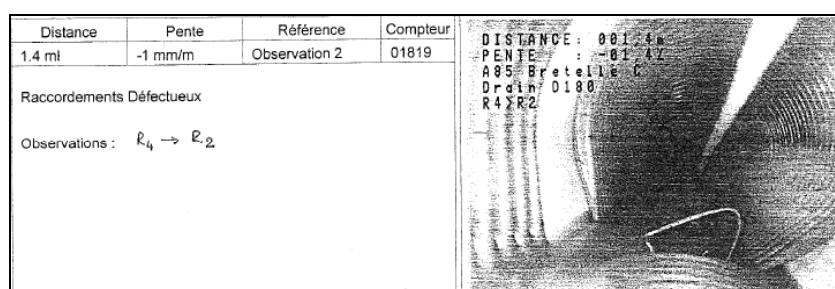 Distance Pente Référence Compteur
1.4 ml -1 mm/m Observation 2 01819
Raccordements Défectueux
Observations : R4 → R.2
DISTANCE: 001,4m
PENTE : -01,4%
A85 Bretelle C
Drain D180
R4>R2